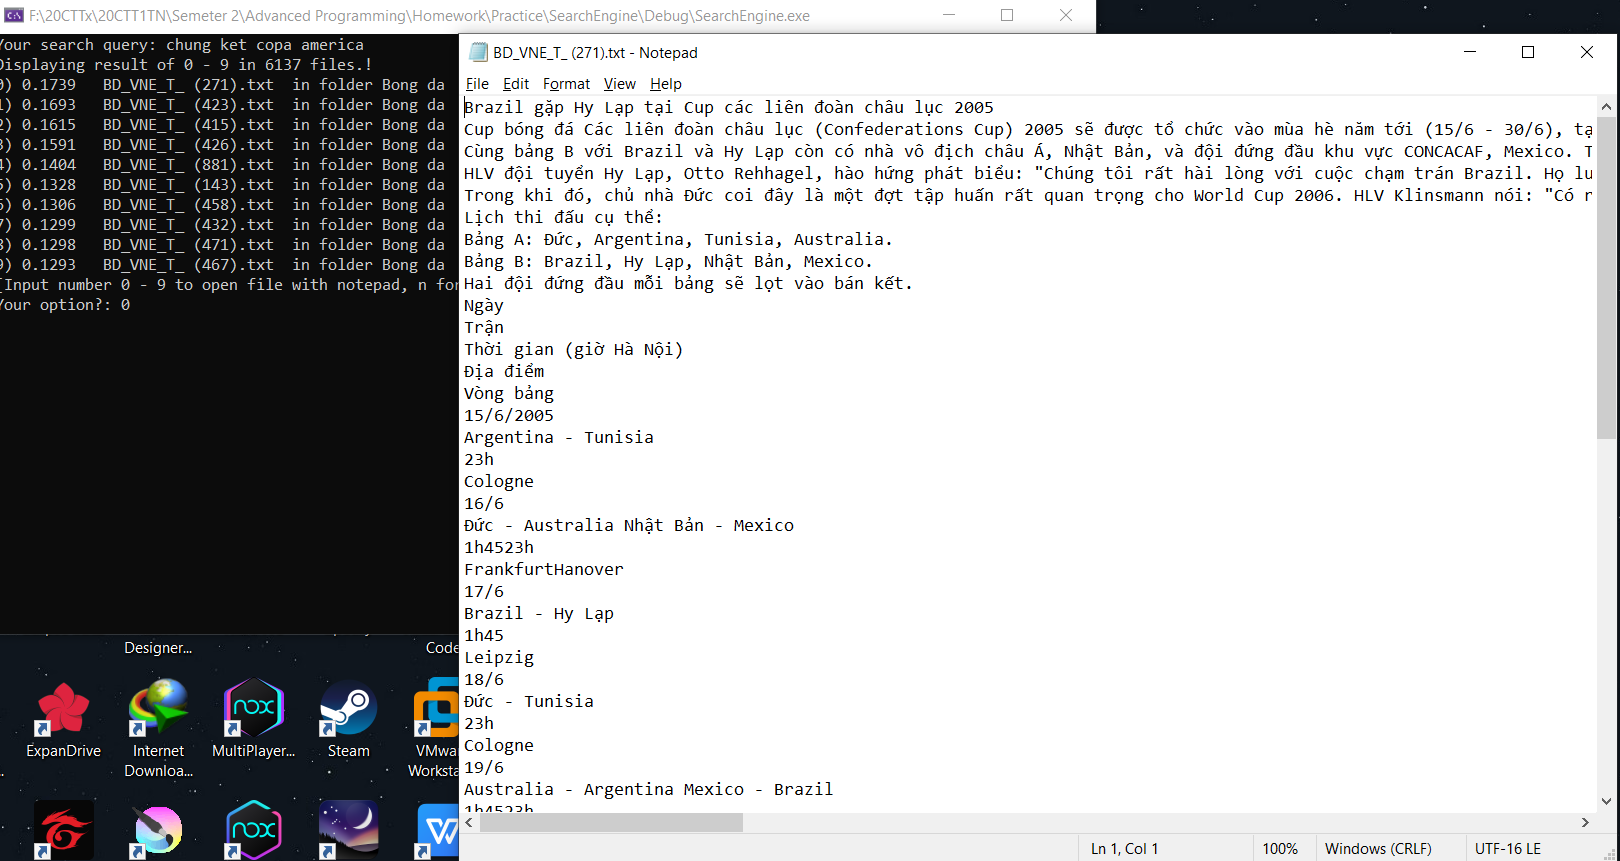 F:\20CTTx\20CTT1TN\Semeter 2\Advanced Programming\Homework\Practice\SearchEngine\Debug\SearchEngine.exe
Your search query: chung ket copa america
Displaying result of 0 - 9 in 6137 files.!
0) 0.1739 BD_VNE_T_ (271).txt in folder Bong da
1) 0.1693 BD_VNE_T_ (423).txt in folder Bong da
2) 0.1615 BD_VNE_T_ (415).txt in folder Bong da
3) 0.1591 BD_VNE_T_ (426).txt in folder Bong da
4) 0.1404 BD_VNE_T_ (881).txt in folder Bong da
5) 0.1328 BD_VNE_T_ (143).txt in folder Bong da
6) 0.1306 BD_VNE_T_ (458).txt in folder Bong da
7) 0.1299 BD_VNE_T_ (432).txt in folder Bong da
8) 0.1298 BD_VNE_T_ (471).txt in folder Bong da
9) 0.1293 BD_VNE_T_ (467).txt in folder Bong da
[Input number 0 - 9 to open file with notepad, n for
Your option?: 0
BD_VNE_T_ (271).txt - Notepad
File Edit Format View Help
Brazil gặp Hy Lạp tại Cup các liên đoàn châu lục 2005
Cup bóng đá Các liên đoàn châu lục (Confederations Cup) 2005 sẽ được tổ chức vào mùa hè năm tới (15/6 - 30/6), tạ
Cùng bảng B với Brazil và Hy Lạp còn có nhà vô địch châu Á, Nhật Bản, và đội đứng đầu khu vực CONCACAF, Mexico. T
HLV đội tuyển Hy Lạp, Otto Rehhagel, hào hứng phát biểu: "Chúng tôi rất hài lòng với cuộc chạm trán Brazil. Họ lu
Trong khi đó, chủ nhà Đức coi đây là một đợt tập huấn rất quan trọng cho World Cup 2006. HLV Klinsmann nói: "Có r
Lịch thi đấu cụ thể:
Bảng A: Đức, Argentina, Tunisia, Australia.
Bảng B: Brazil, Hy Lạp, Nhật Bản, Mexico.
Hai đội đứng đầu mỗi bảng sẽ lọt vào bán kết.
Ngày
Trận
Thời gian (giờ Hà Nội)
Địa điểm
Vòng bảng
15/6/2005
Argentina - Tunisia
23h
Cologne
16/6
Đức - Australia Nhật Bản - Mexico
1h4523h
FrankfurtHanover
17/6
Brazil - Hy Lạp
1h45
Leipzig
18/6
Đức - Tunisia
23h
Cologne
19/6
Australia - Argentina Mexico - Brazil
1h4523h
Ln 1, Col 1 100% Windows (CRLF) UTF-16 LE
Designer...
Code
ExpanDrive
Internet Downloa...
MultiPlayer...
Steam
VMwa
Worksta
nox
nox